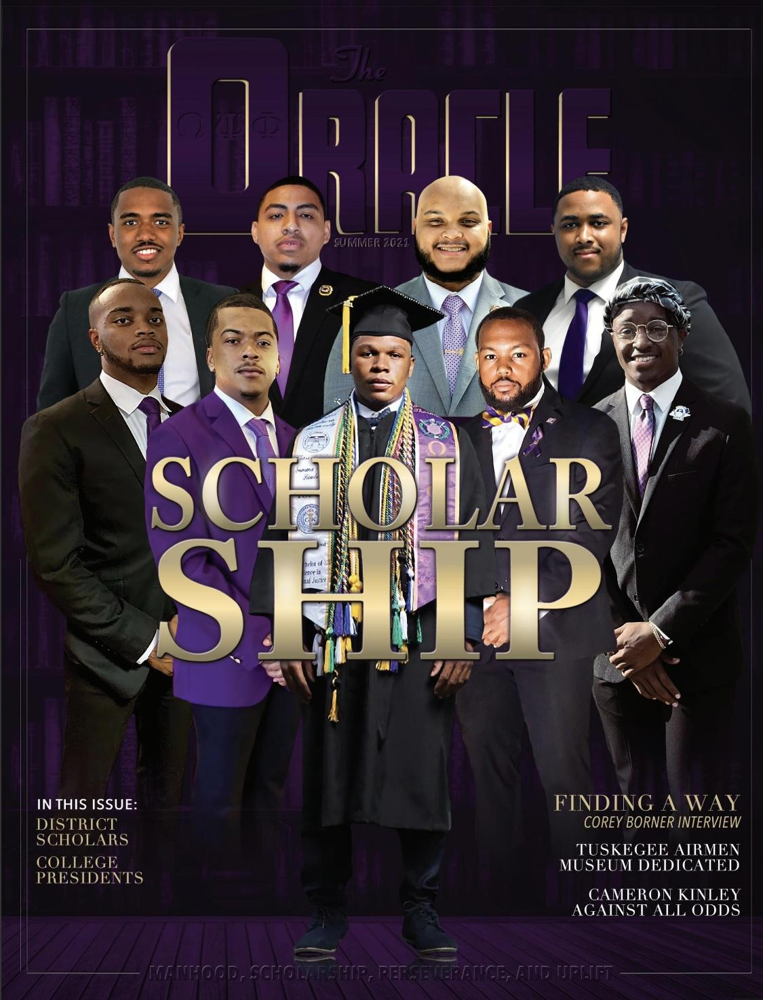 The
ORACLE
ΩΨΦ
SUMMER 2021
SCHOLAR
SHIP
IN THIS ISSUE:
DISTRICT
SCHOLARS
COLLEGE
PRESIDENTS
FINDING A WAY
COREY BORNER INTERVIEW
TUSKEGEE AIRMEN
MUSEUM DEDICATED
CAMERON KINLEY
AGAINST ALL ODDS
MANHOOD, SCHOLARSHIP, PERSEVERANCE, AND UPLIFT